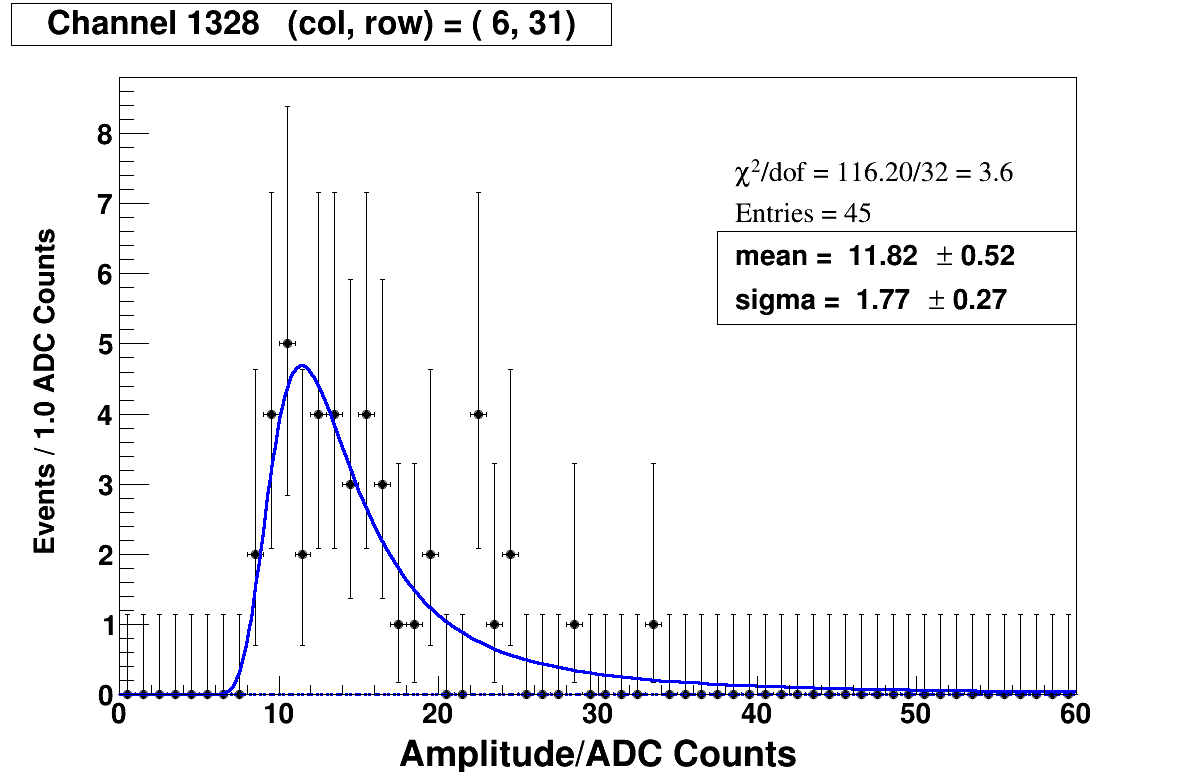 Channel 1328 (col, row) = ( 6, 31)
χ²/dof = 116.20/32 = 3.6
Entries = 45
mean = 11.82 ± 0.52
sigma = 1.77 ± 0.27
Events / 1.0 ADC Counts
8
7
6
5
4
3
2
1
0
0 10 20 30 40 50 60
Amplitude/ADC Counts